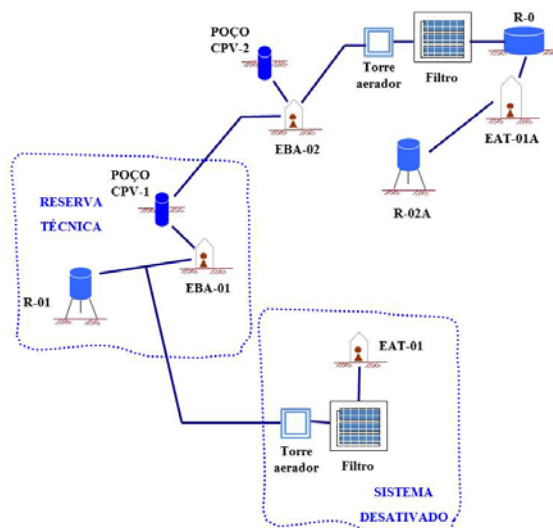 R-0
POÇO
CPV-2
Torre
aerador
Filtro
EAT-01A
EBA-02
R-02A
POÇO
CPV-1
RESERVA
TÉCNICA
EBA-01
R-01
EAT-01
Torre
aerador
Filtro
SISTEMA
DESATIVADO